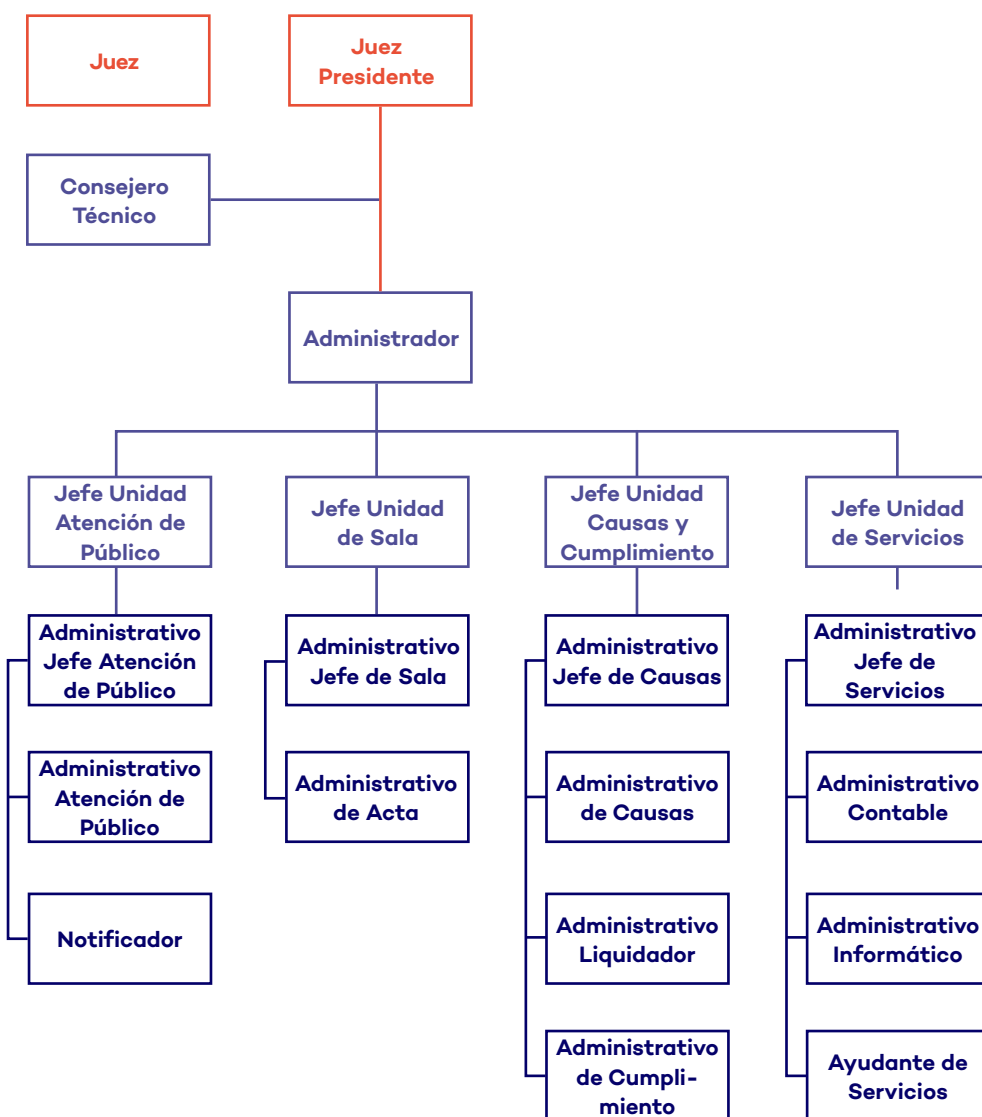 Juez
Juez
Presidente
Consejero
Técnico
Administrador
Jefe Unidad
Atención de
Público
Jefe Unidad
de Sala
Jefe Unidad
Causas y
Cumplimiento
Jefe Unidad
de Servicios
Administrativo
Jefe Atención
de Público
Administrativo
Jefe de Sala
Administrativo
Jefe de Causas
Administrativo
Jefe de
Servicios
Administrativo
Atención de
Público
Administrativo
de Acta
Administrativo
de Causas
Administrativo
Contable
Notificador
Administrativo
Liquidador
Administrativo
Informático
Administrativo
de Cumpli-
miento
Ayudante de
Servicios